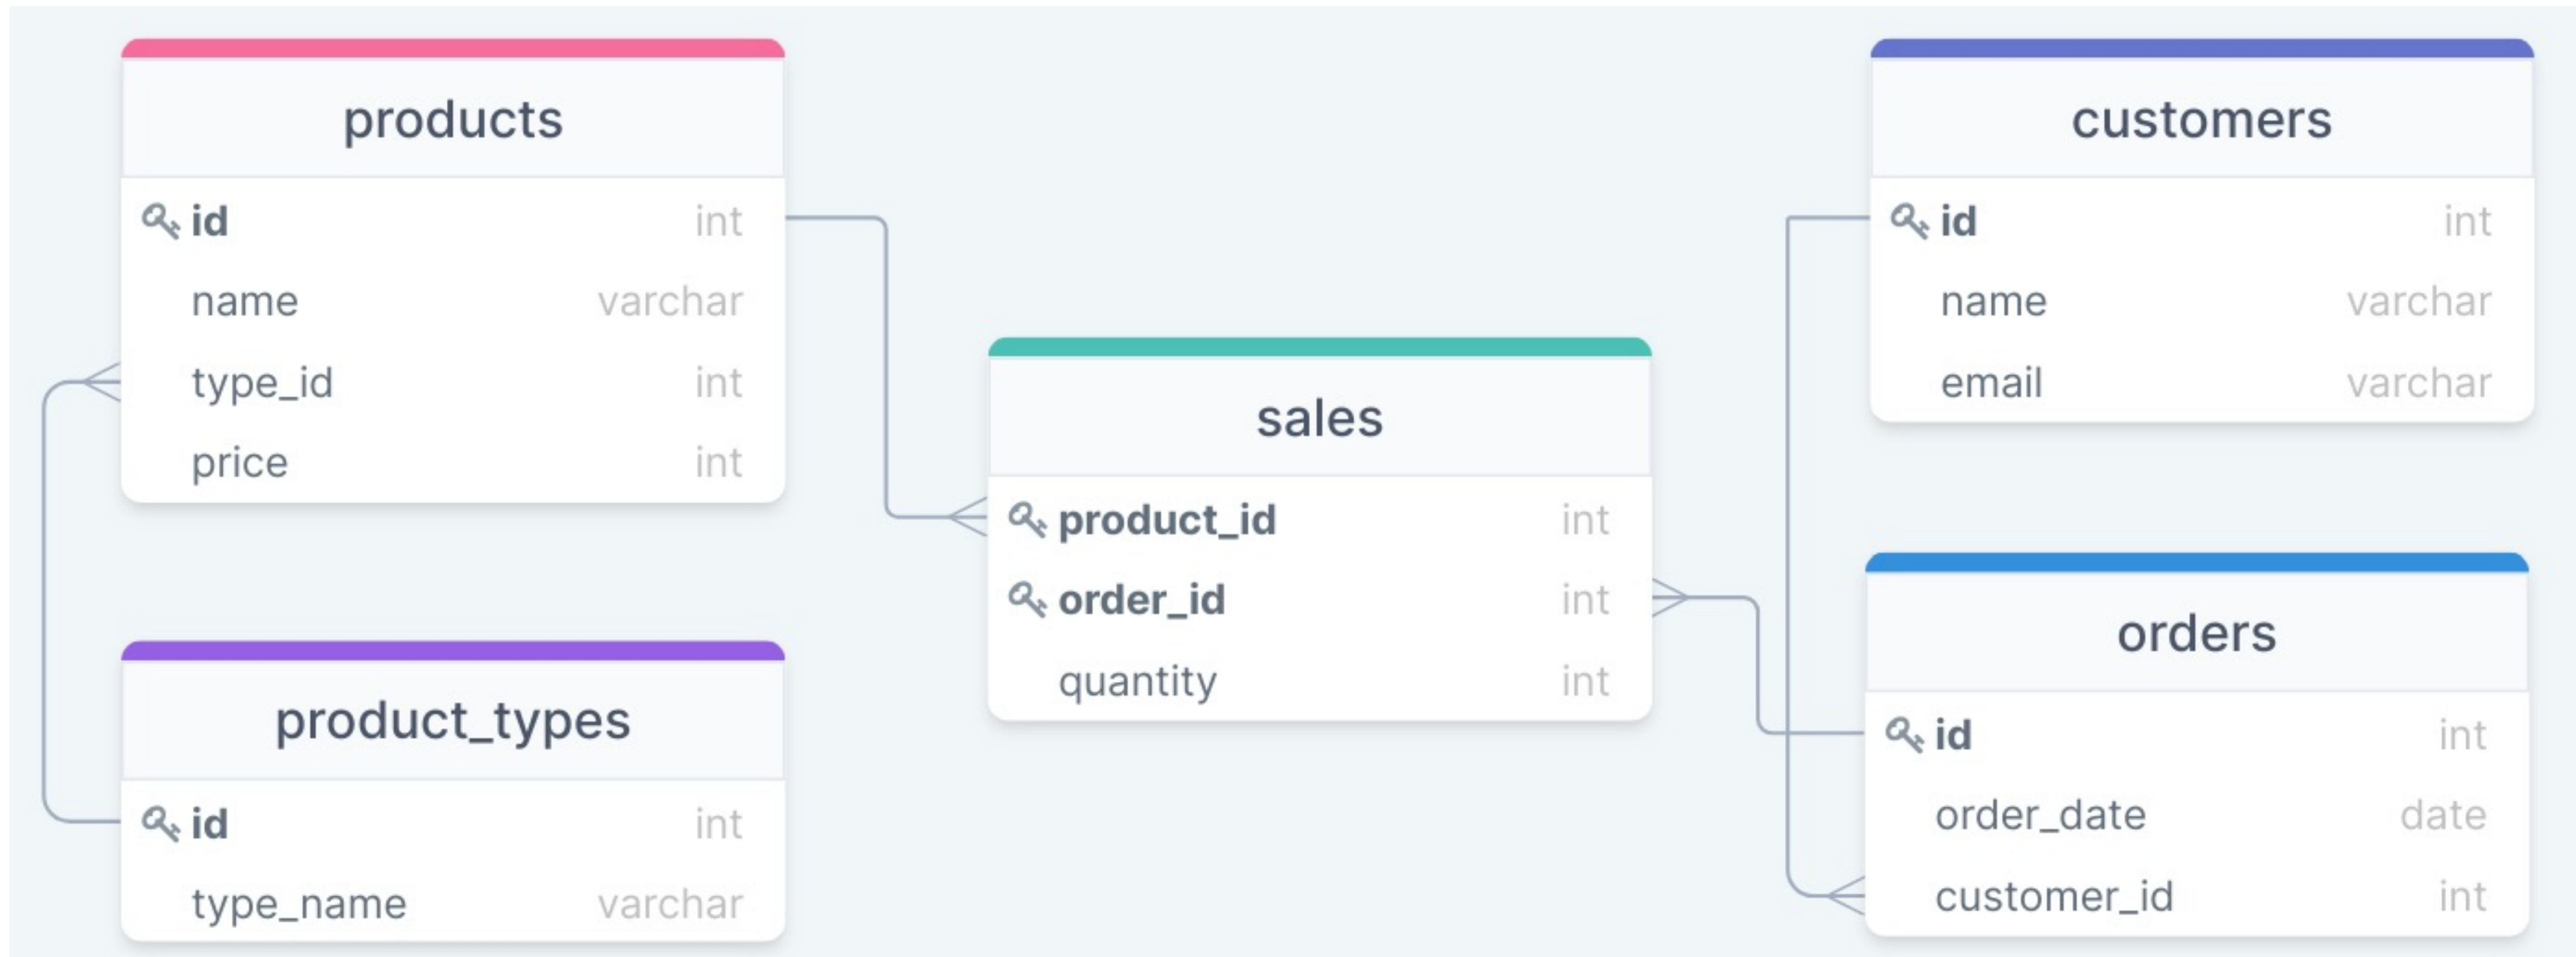 products
id int
name varchar
type_id int
price int
product_types
id int
type_name varchar
sales
product_id int
order_id int
quantity int
customers
id int
name varchar
email varchar
orders
id int
order_date date
customer_id int